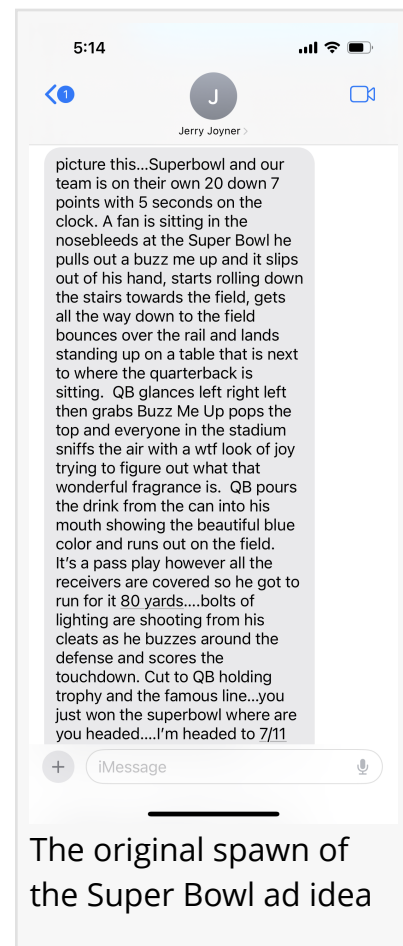 5:14
1
J
Jerry Joyner
picture this...Superbowl and our
team is on their own 20 down 7
points with 5 seconds on the
clock. A fan is sitting in the
nosebleeds at the Super Bowl he
pulls out a buzz me up and it slips
out of his hand, starts rolling down
the stairs towards the field, gets
all the way down to the field
bounces over the rail and lands
standing up on a table that is next
to where the quarterback is
sitting.  QB glances left right left
then grabs Buzz Me Up pops the
top and everyone in the stadium
sniffs the air with a wtf look of joy
trying to figure out what that
wonderful fragrance is.  QB pours
the drink from the can into his
mouth showing the beautiful blue
color and runs out on the field.
It's a pass play however all the
receivers are covered so he got to
run for it 80 yards....bolts of
lighting are shooting from his
cleats as he buzzes around the
defense and scores the
touchdown. Cut to QB holding
trophy and the famous line...you
just won the superbowl where are
you headed....I'm headed to 7/11
iMessage
The original spawn of
the Super Bowl ad idea